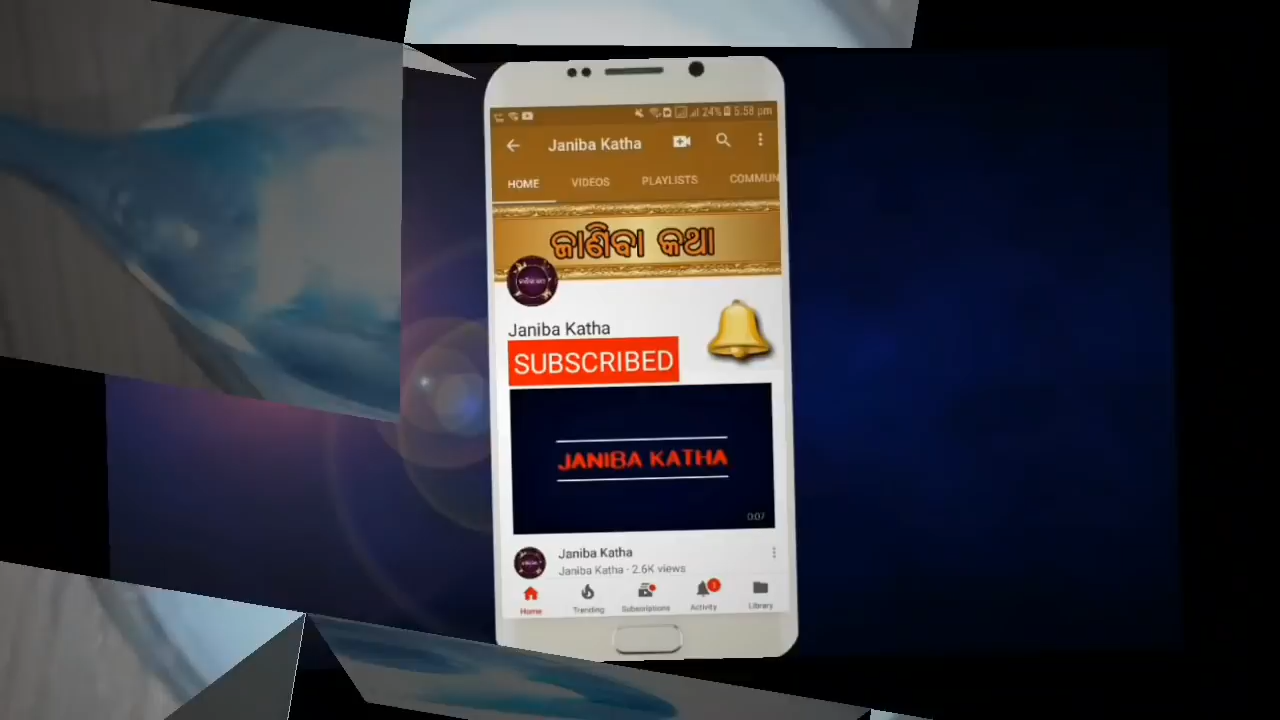 24% 5:58 pm
Janiba Katha
HOME VIDEOS PLAYLISTS COMMUN
ଜାଣିବା କଥା
Janiba Katha
SUBSCRIBED
JANIBA KATHA
0:07
Janiba Katha
Janiba Katha · 2.6K views
1
Home Trending Subscriptions Activity Library